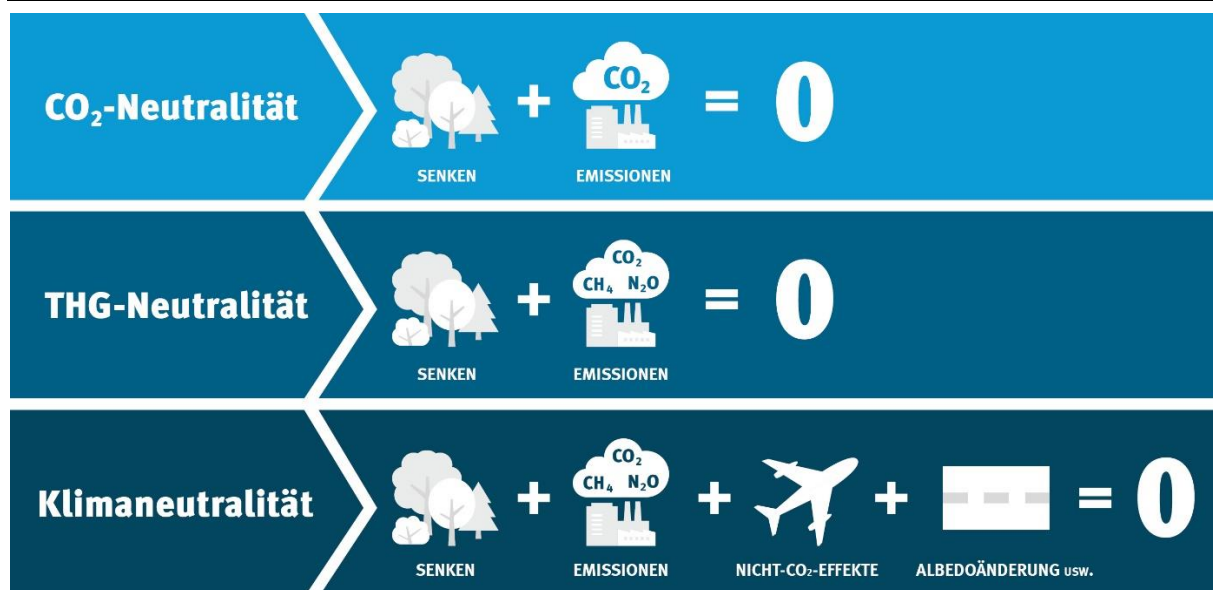 CO₂-Neutralität
+ CO₂ = 0
SENKEN EMISSIONEN
THG-Neutralität
+ CO₂ CH₄ N₂O = 0
SENKEN EMISSIONEN
Klimaneutralität
+ CO₂ CH₄ N₂O + + = 0
SENKEN EMISSIONEN NICHT-CO₂-EFFEKTE ALBEDOÄNDERUNG USW.